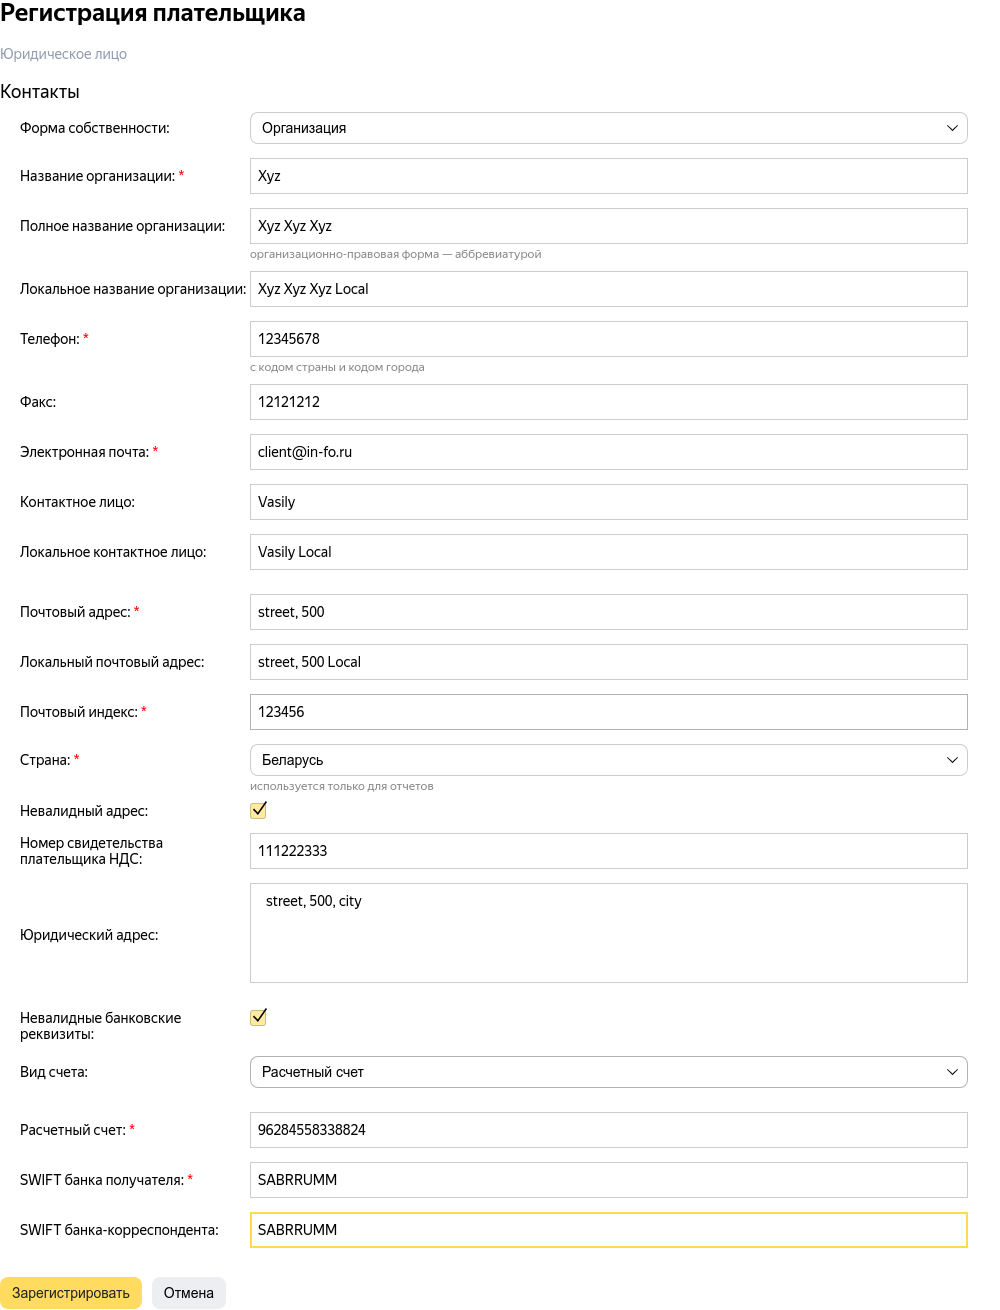 Регистрация плательщика
Юридическое лицо
Контакты
Форма собственности: Организация
Название организации: * Xyz
Полное название организации: Xyz Xyz Xyz
организационно-правовая форма — аббревиатурой
Локальное название организации: Xyz Xyz Xyz Local
Телефон: * 12345678
с кодом страны и кодом города
Факс: 12121212
Электронная почта: * client@in-fo.ru
Контактное лицо: Vasily
Локальное контактное лицо: Vasily Local
Почтовый адрес: * street, 500
Локальный почтовый адрес: street, 500 Local
Почтовый индекс: * 123456
Страна: * Беларусь
используется только для отчетов
Невалидный адрес:
Номер свидетельства
плательщика НДС: 111222333
street, 500, city
Юридический адрес:
Невалидные банковские
реквизиты:
Вид счета: Расчетный счет
Расчетный счет: * 96284558338824
SWIFT банка получателя: * SABRRUMM
SWIFT банка-корреспондента: SABRRUMM
Зарегистрировать Отмена